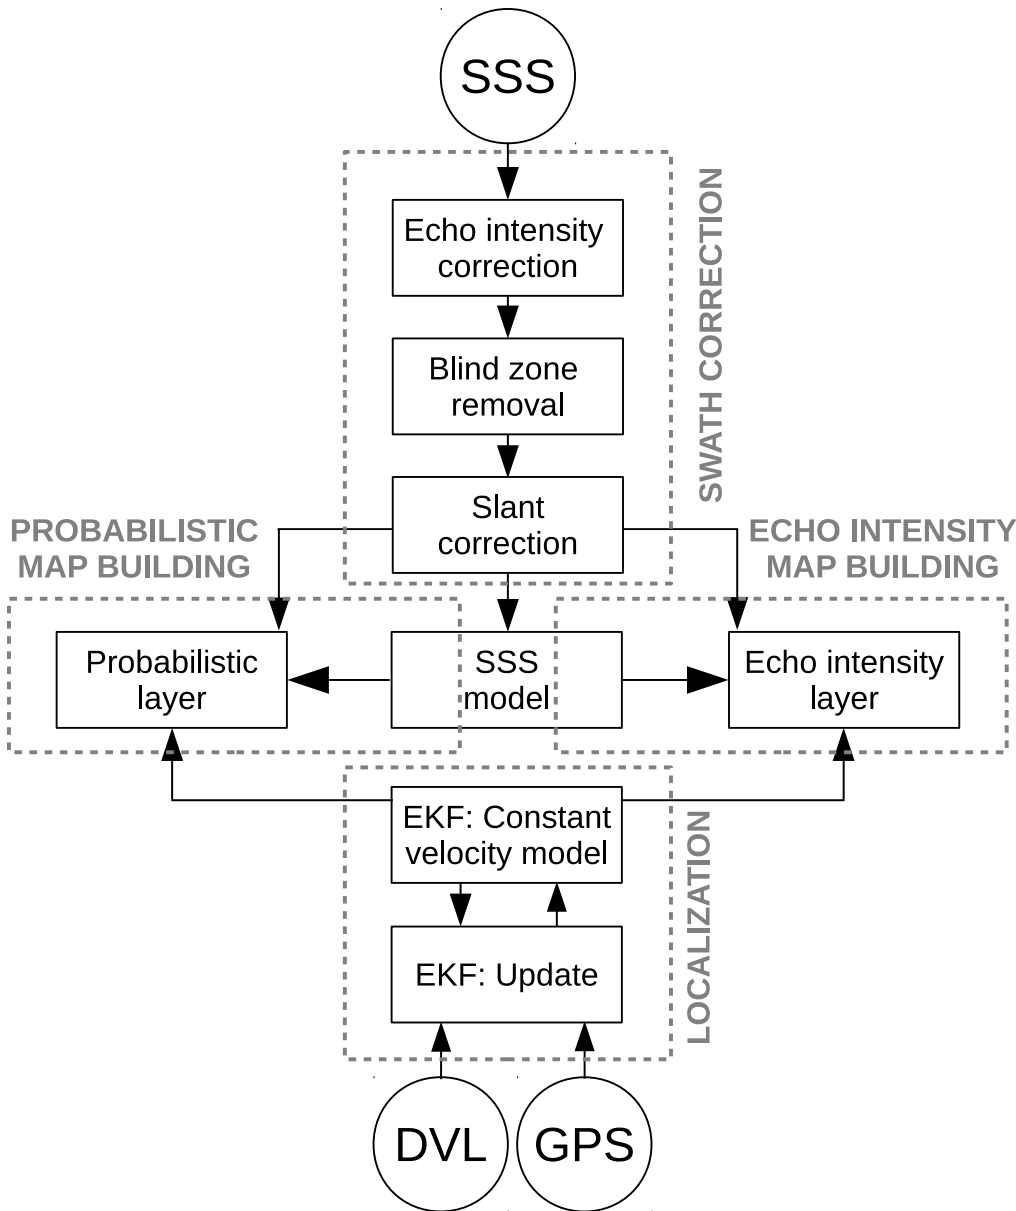 SSS
Echo intensity
correction
Blind zone
removal
SWATH CORRECTION
Slant
correction
PROBABILISTIC
MAP BUILDING
ECHO INTENSITY
MAP BUILDING
Probabilistic
layer
SSS
model
Echo intensity
layer
EKF: Constant
velocity model
EKF: Update
LOCALIZATION
DVL
GPS